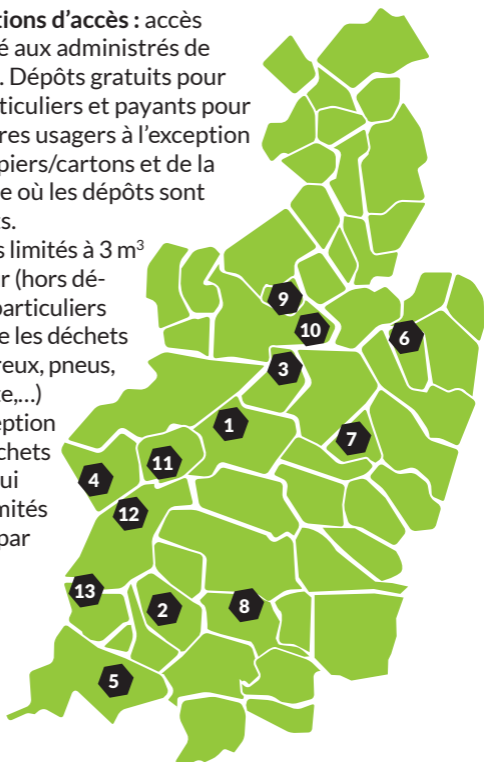 tions d'accès : accès
é aux administrés de
. Dépôts gratuits pour
ticuliers et payants pour
res usagers à l'exception
piers/cartons et de la
e où les dépôts sont
s.
s limités à 3 m³
r (hors dé-
particuliers
e les déchets
reux, pneus,
te,...)
eption
chets
ui
mités
par
9
10
6
3
1
7
11
4
12
13
2
8
5